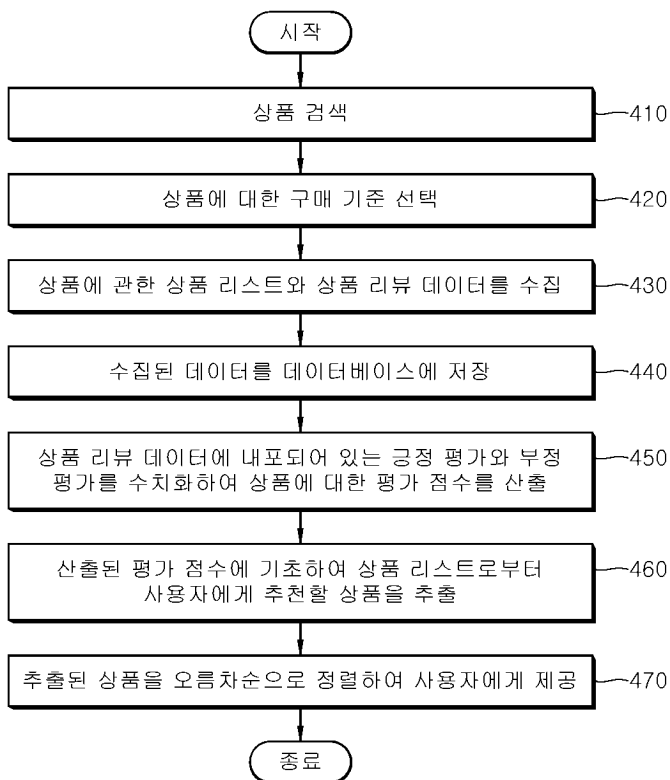 시작
상품 검색
410
상품에 대한 구매 기준 선택
420
상품에 관한 상품 리스트와 상품 리뷰 데이터를 수집
430
수집된 데이터를 데이터베이스에 저장
440
상품 리뷰 데이터에 내포되어 있는 긍정 평가와 부정
평가를 수치화하여 상품에 대한 평가 점수를 산출
450
산출된 평가 점수에 기초하여 상품 리스트로부터
사용자에게 추천할 상품을 추출
460
추출된 상품을 오름차순으로 정렬하여 사용자에게 제공
470
종료